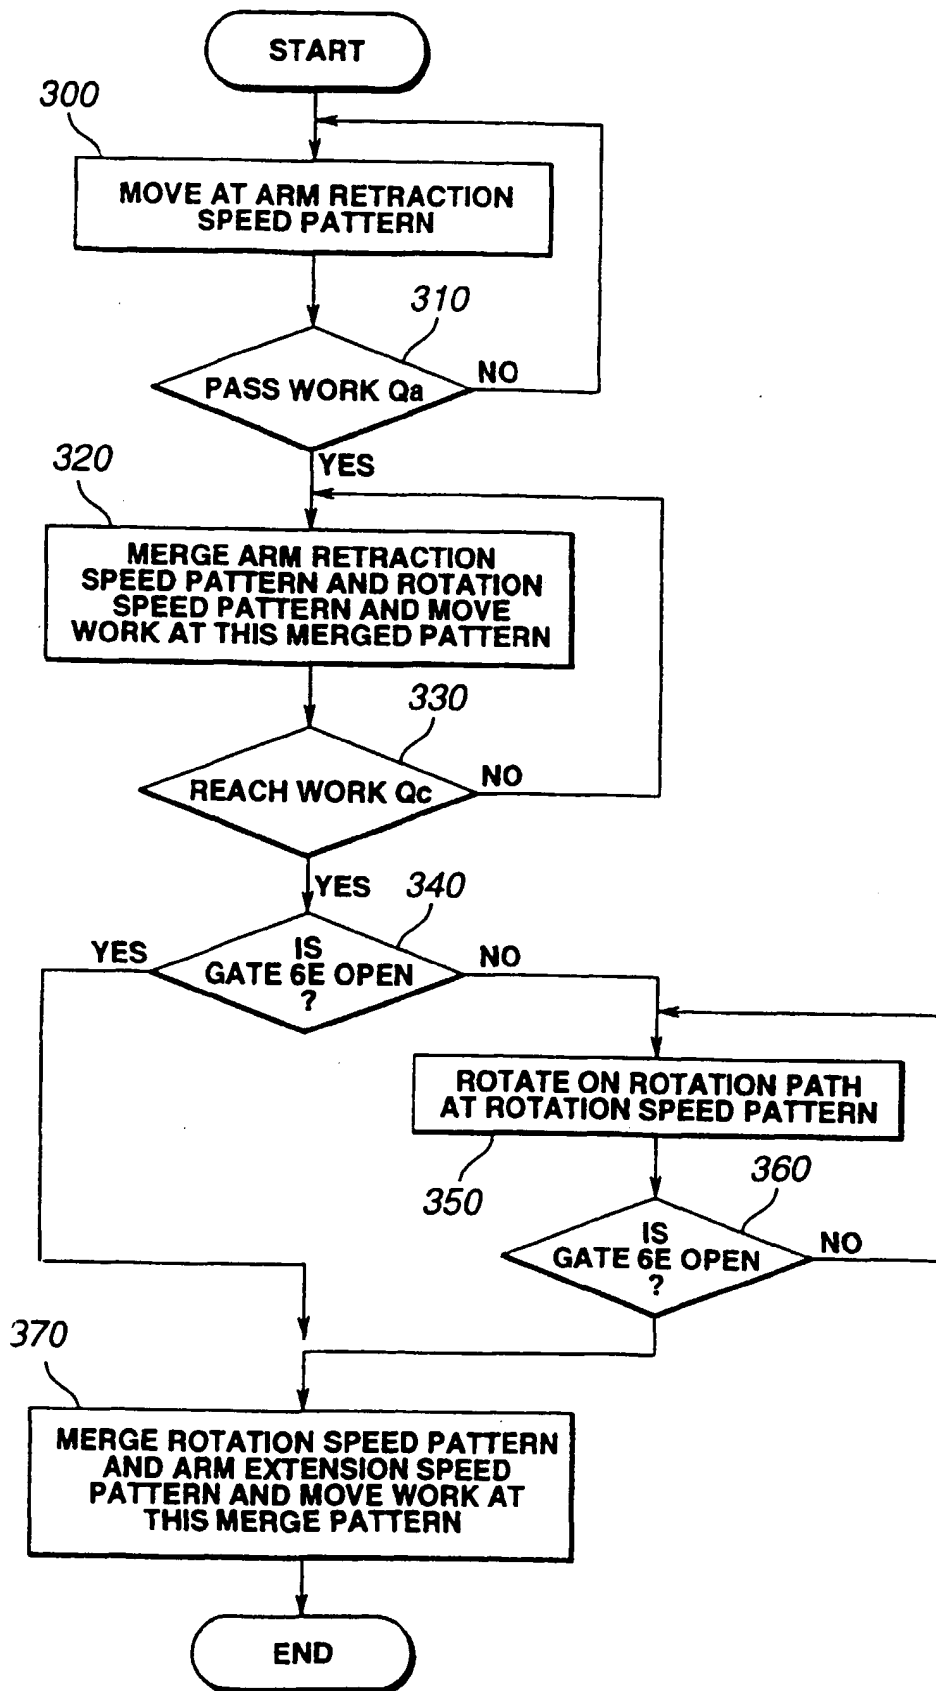 START
300
MOVE AT ARM RETRACTION
SPEED PATTERN
310
PASS WORK Qa
NO
YES
320
MERGE ARM RETRACTION
SPEED PATTERN AND ROTATION
SPEED PATTERN AND MOVE
WORK AT THIS MERGED PATTERN
330
REACH WORK Qc
NO
YES
340
YES
IS
GATE 6E OPEN
?
NO
ROTATE ON ROTATION PATH
AT ROTATION SPEED PATTERN
350
360
IS
GATE 6E OPEN
?
NO
370
MERGE ROTATION SPEED PATTERN
AND ARM EXTENSION SPEED
PATTERN AND MOVE WORK AT
THIS MERGE PATTERN
END